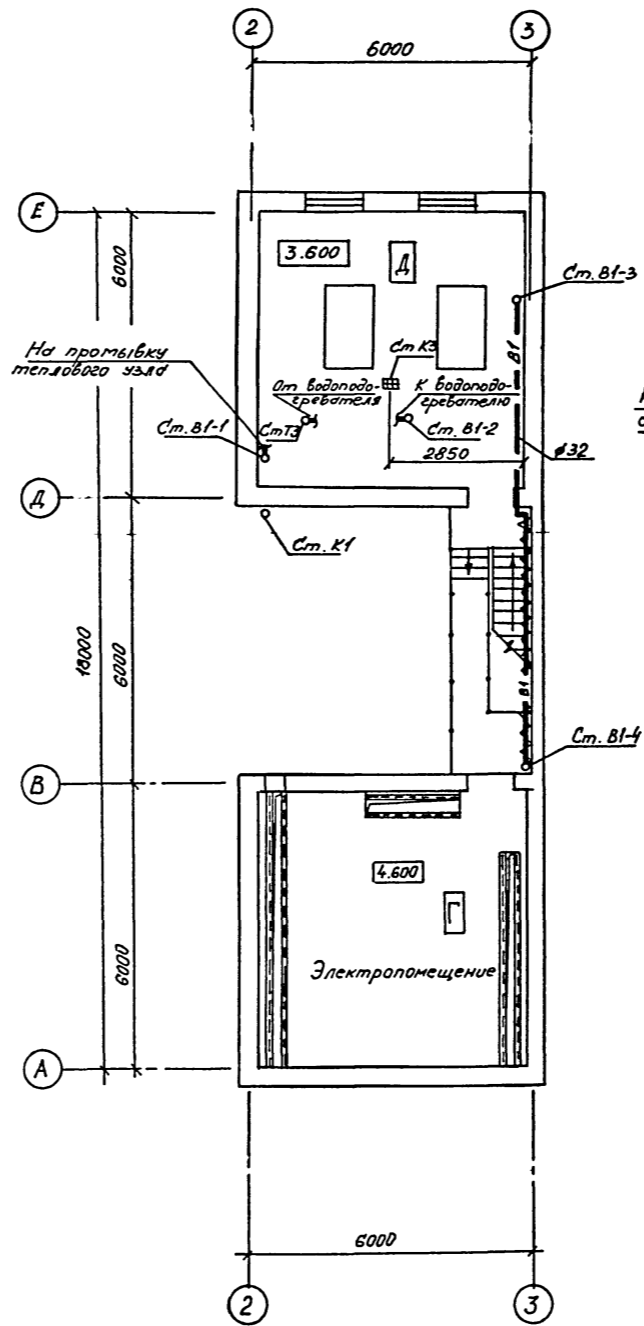 2
3
6000
Е
6000
3.600
Д
Ст. В1-3
В1
Ст К3
На промывку
теплового узла
От водоподо-
гревателя
К водоподо-
гревателю
Ст. В1-1
СтТ3
Ст. В1-2
2850
ø32
Д
Ст. К1
18000
6000
В1
Ст. В1-4
В
4.600
Г
6000
Электропомещение
А
6000
2
3